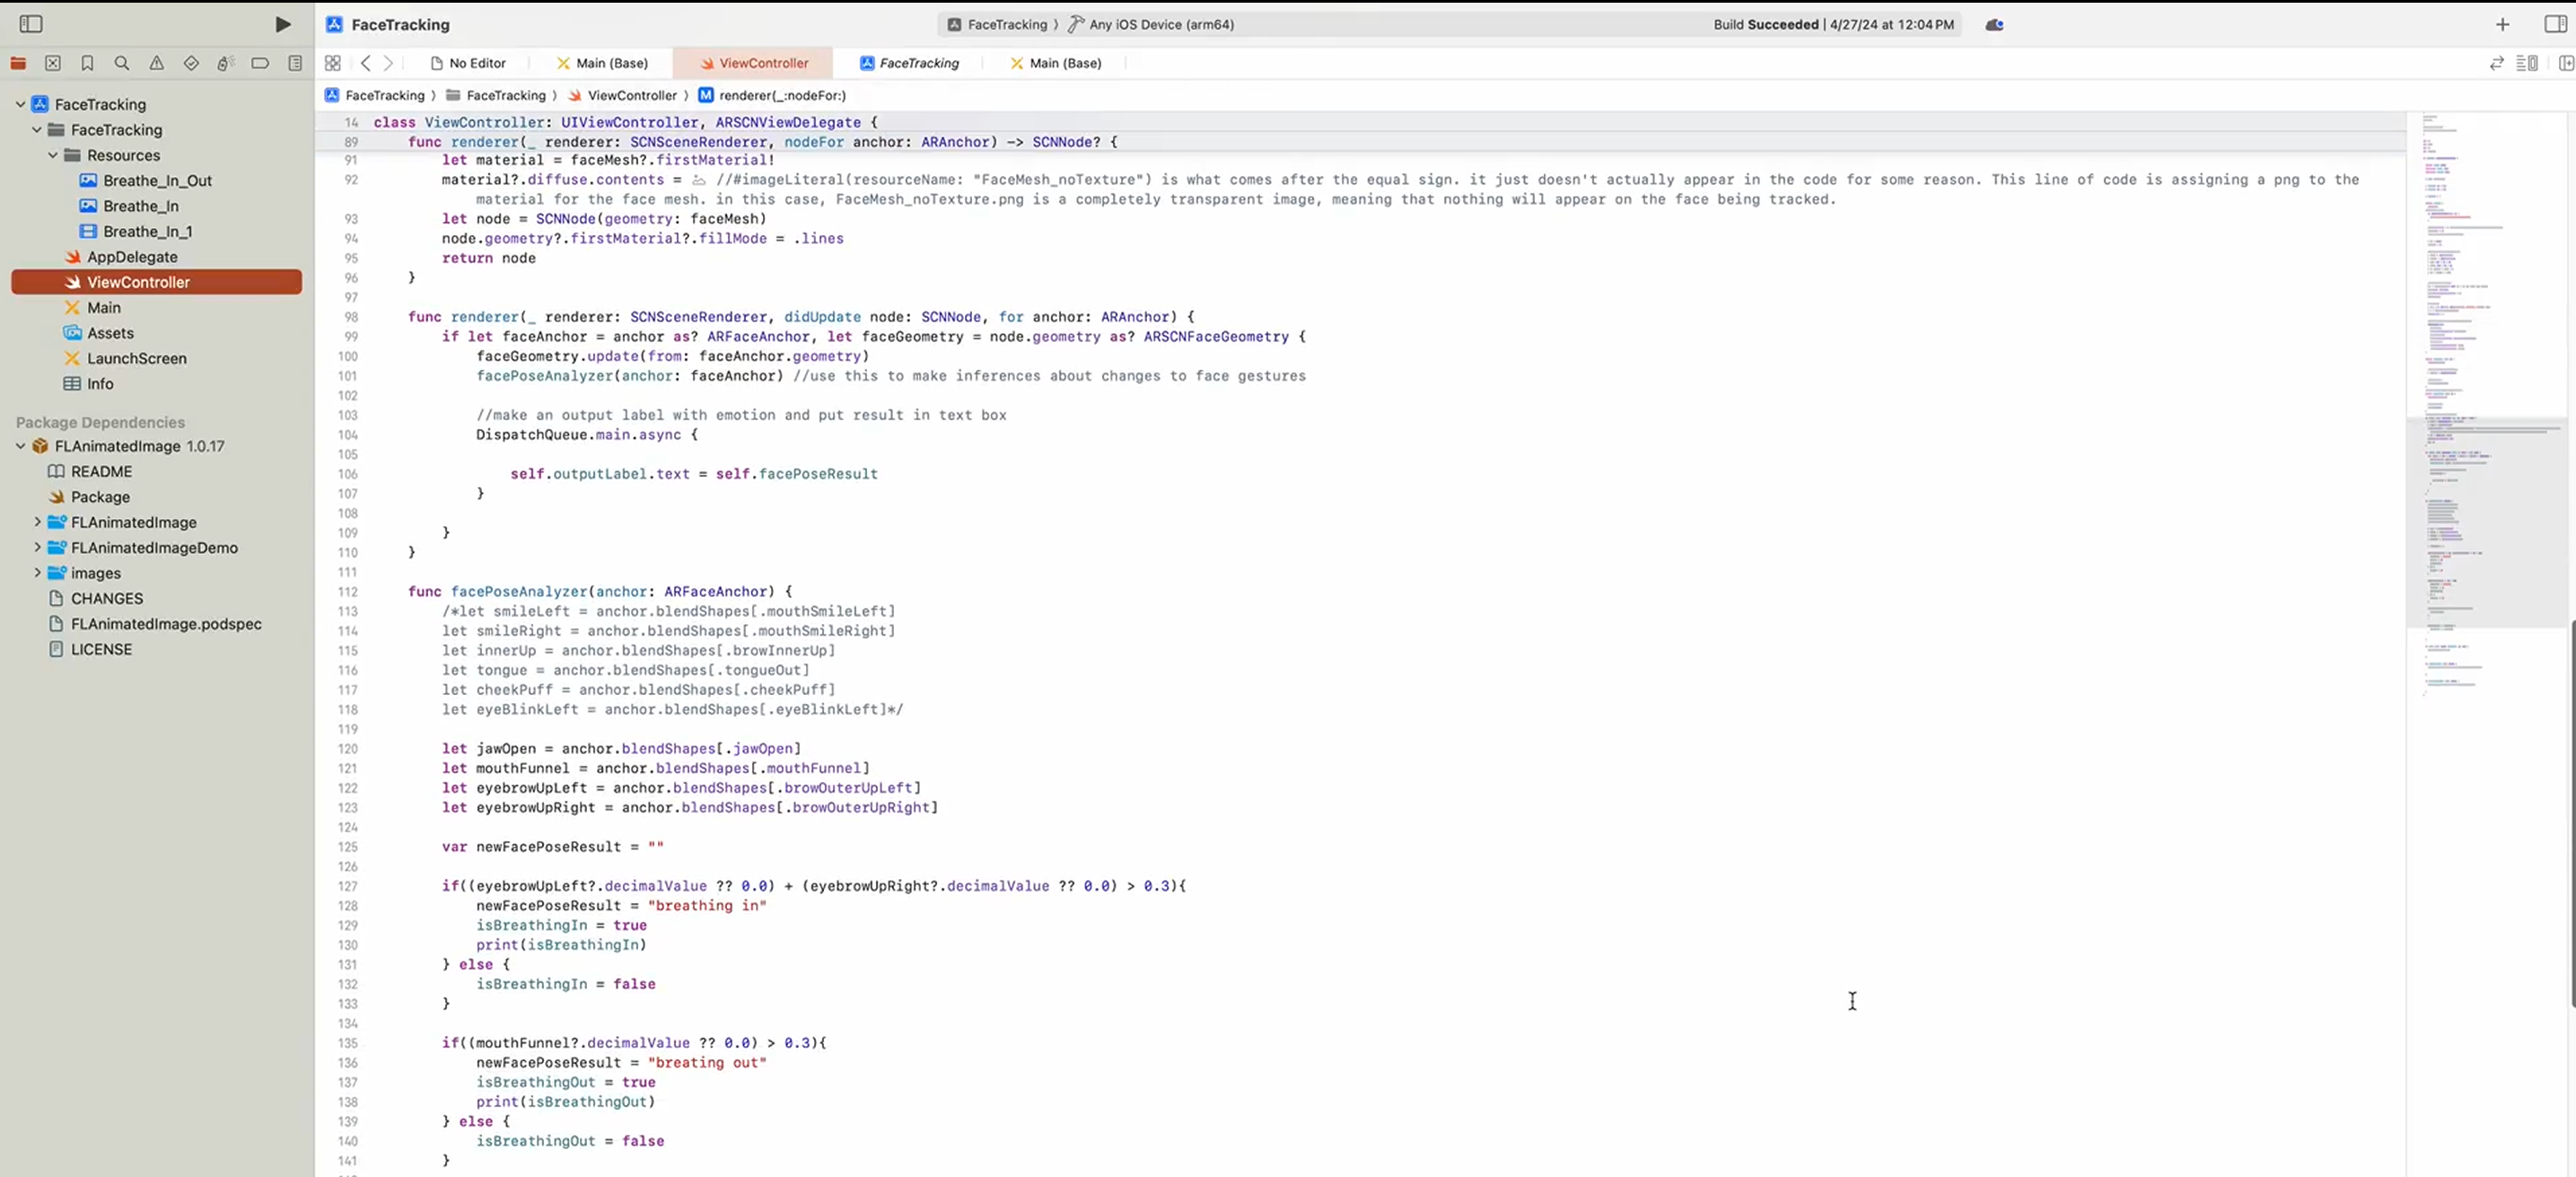 FaceTracking
FaceTracking 〉 Any iOS Device (arm64)
Build Succeeded | 4/27/24 at 12:04 PM
No Editor
Main (Base)
ViewController
FaceTracking
Main (Base)
FaceTracking 〉 FaceTracking 〉 ViewController 〉 M renderer(_:nodeFor:)
FaceTracking
FaceTracking
Resources
Breathe_In_Out
Breathe_In
Breathe_In_1
AppDelegate
ViewController
Main
Assets
LaunchScreen
Info
Package Dependencies
FLAnimatedImage 1.0.17
README
Package
FLAnimatedImage
FLAnimatedImageDemo
images
CHANGES
FLAnimatedImage.podspec
LICENSE
14 class ViewController: UIViewController, ARSCNViewDelegate {
89 func renderer(_ renderer: SCNSceneRenderer, nodeFor anchor: ARAnchor) -> SCNNode? {
91 let material = faceMesh?.firstMaterial!
92 material?.diffuse.contents = //#imageLiteral(resourceName: "FaceMesh_noTexture") is what comes after the equal sign. it just doesn't actually appear in the code for some reason. This line of code is assigning a png to the
material for the face mesh. in this case, FaceMesh_noTexture.png is a completely transparent image, meaning that nothing will appear on the face being tracked.
93 let node = SCNNode(geometry: faceMesh)
94 node.geometry?.firstMaterial?.fillMode = .lines
95 return node
96 }
97
98 func renderer(_ renderer: SCNSceneRenderer, didUpdate node: SCNNode, for anchor: ARAnchor) {
99 if let faceAnchor = anchor as? ARFaceAnchor, let faceGeometry = node.geometry as? ARSCNFaceGeometry {
100 faceGeometry.update(from: faceAnchor.geometry)
101 facePoseAnalyzer(anchor: faceAnchor) //use this to make inferences about changes to face gestures
102
103 //make an output label with emotion and put result in text box
104 DispatchQueue.main.async {
105
106 self.outputLabel.text = self.facePoseResult
107 }
108
109 }
110 }
111
112 func facePoseAnalyzer(anchor: ARFaceAnchor) {
113 /*let smileLeft = anchor.blendShapes[.mouthSmileLeft]
114 let smileRight = anchor.blendShapes[.mouthSmileRight]
115 let innerUp = anchor.blendShapes[.browInnerUp]
116 let tongue = anchor.blendShapes[.tongueOut]
117 let cheekPuff = anchor.blendShapes[.cheekPuff]
118 let eyeBlinkLeft = anchor.blendShapes[.eyeBlinkLeft]*/
119
120 let jawOpen = anchor.blendShapes[.jawOpen]
121 let mouthFunnel = anchor.blendShapes[.mouthFunnel]
122 let eyebrowUpLeft = anchor.blendShapes[.browOuterUpLeft]
123 let eyebrowUpRight = anchor.blendShapes[.browOuterUpRight]
124
125 var newFacePoseResult = ""
126
127 if((eyebrowUpLeft?.decimalValue ?? 0.0) + (eyebrowUpRight?.decimalValue ?? 0.0) > 0.3){
128 newFacePoseResult = "breathing in"
129 isBreathingIn = true
130 print(isBreathingIn)
131 } else {
132 isBreathingIn = false
133 }
134
135 if((mouthFunnel?.decimalValue ?? 0.0) > 0.3){
136 newFacePoseResult = "breating out"
137 isBreathingOut = true
138 print(isBreathingOut)
139 } else {
140 isBreathingOut = false
141 }